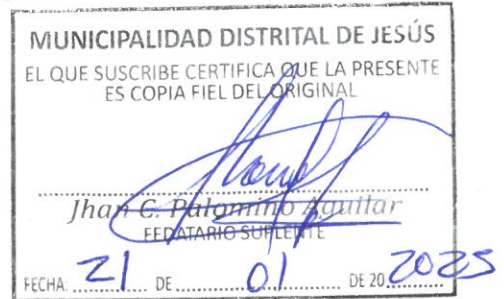 MUNICIPALIDAD DISTRITAL DE JESÚS
EL QUE SUSCRIBE CERTIFICA QUE LA PRESENTE
ES COPIA FIEL DEL ORIGINAL
Jhan C. Palomino Aguilar
FEDATARIO SUPLENTE
FECHA: 21 DE 01 DE 20 2025